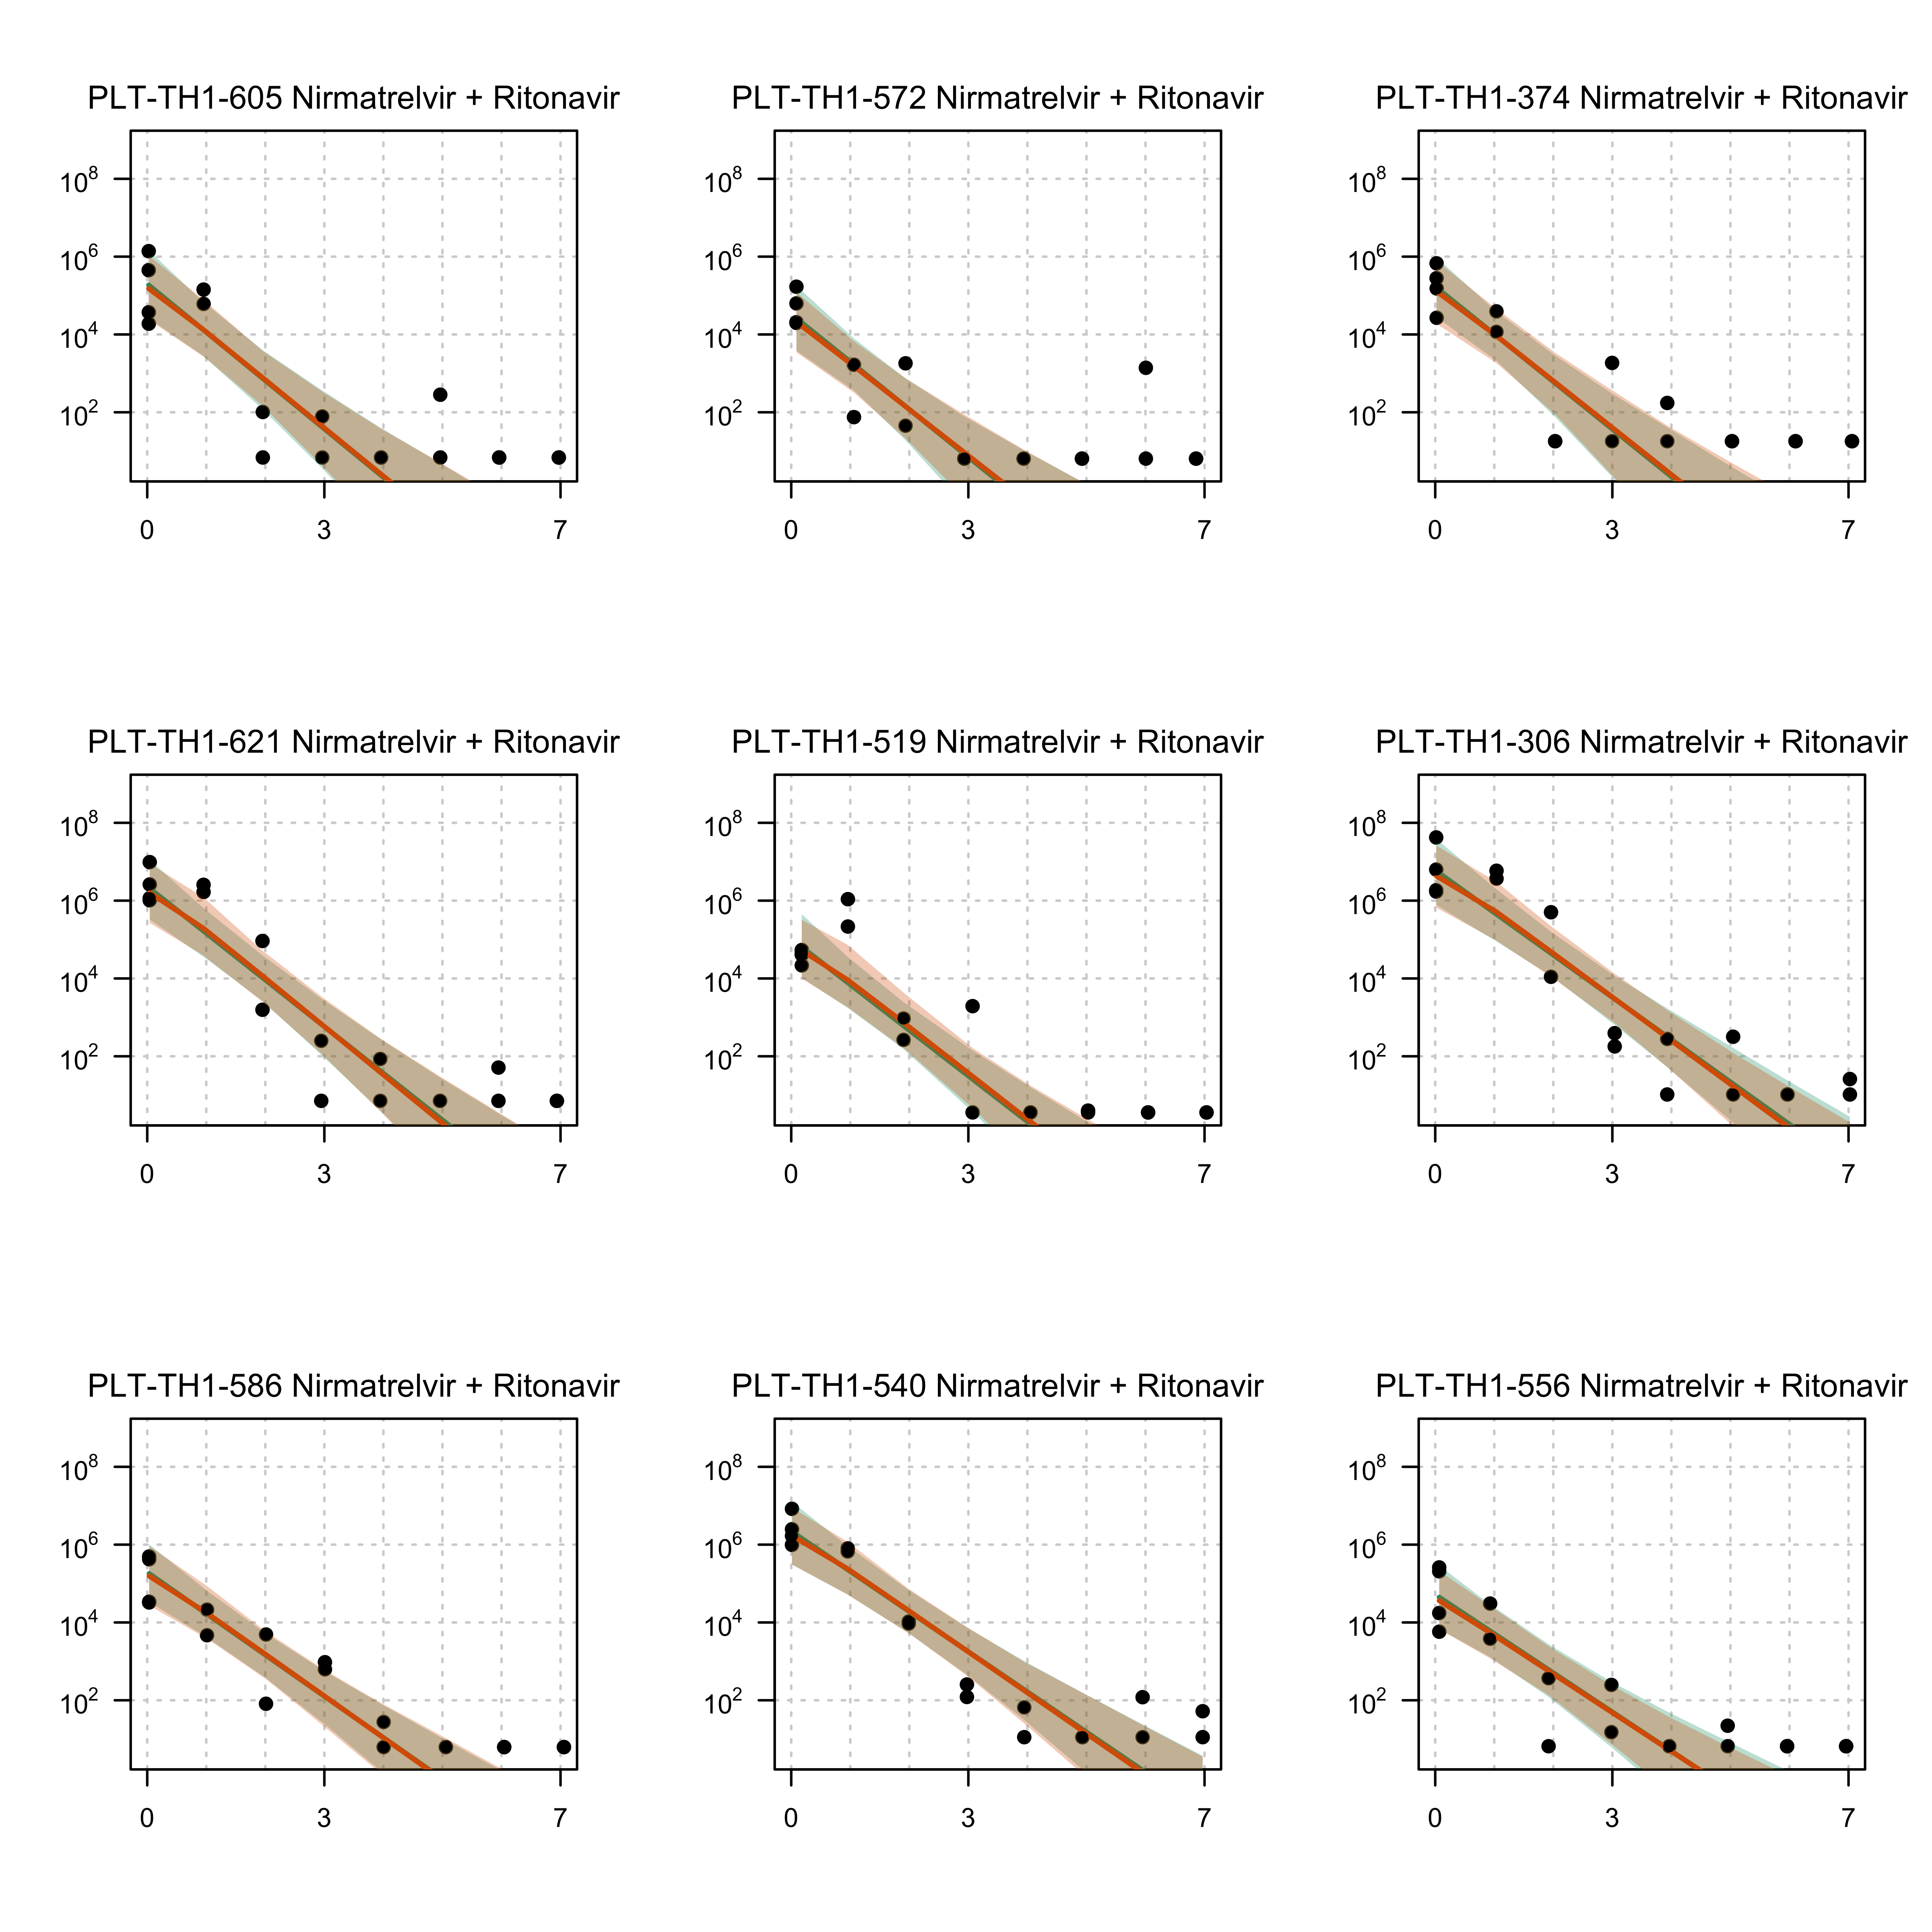 PLT-TH1-605 Nirmatrelvir + Ritonavir
10^8
10^6
10^4
10^2
0 3 7
PLT-TH1-572 Nirmatrelvir + Ritonavir
10^8
10^6
10^4
10^2
0 3 7
PLT-TH1-374 Nirmatrelvir + Ritonavir
10^8
10^6
10^4
10^2
0 3 7
PLT-TH1-621 Nirmatrelvir + Ritonavir
10^8
10^6
10^4
10^2
0 3 7
PLT-TH1-519 Nirmatrelvir + Ritonavir
10^8
10^6
10^4
10^2
0 3 7
PLT-TH1-306 Nirmatrelvir + Ritonavir
10^8
10^6
10^4
10^2
0 3 7
PLT-TH1-586 Nirmatrelvir + Ritonavir
10^8
10^6
10^4
10^2
0 3 7
PLT-TH1-540 Nirmatrelvir + Ritonavir
10^8
10^6
10^4
10^2
0 3 7
PLT-TH1-556 Nirmatrelvir + Ritonavir
10^8
10^6
10^4
10^2
0 3 7